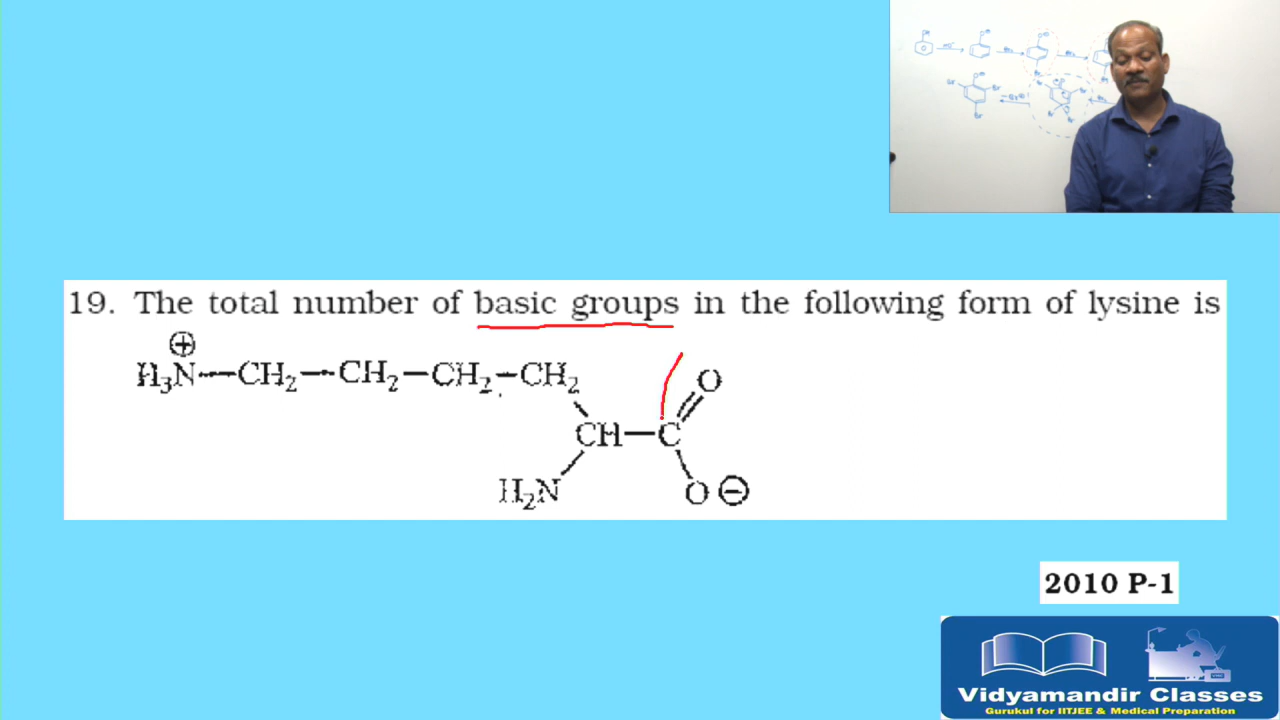 19. The total number of basic groups in the following form of lysine is
⊕
H₃N—CH₂—CH₂—CH₂—CH₂
O
CH—C
H₂N
O ⊖
2010 P-1
Vidyamandir Classes
Gurukul for IITJEE & Medical Preparation